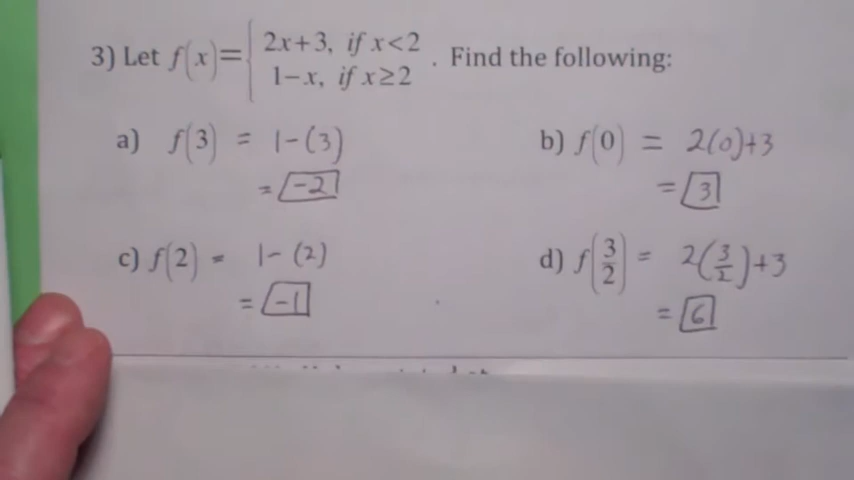 3) Let f(x) = { 2x+3, if x<2
1−x, if x≥2 . Find the following:
a) f(3) = 1-(3)
= -2
b) f(0) = 2(0)+3
= 3
c) f(2) = 1-(2)
= -1
d) f(3/2) = 2(3/2)+3
= 6